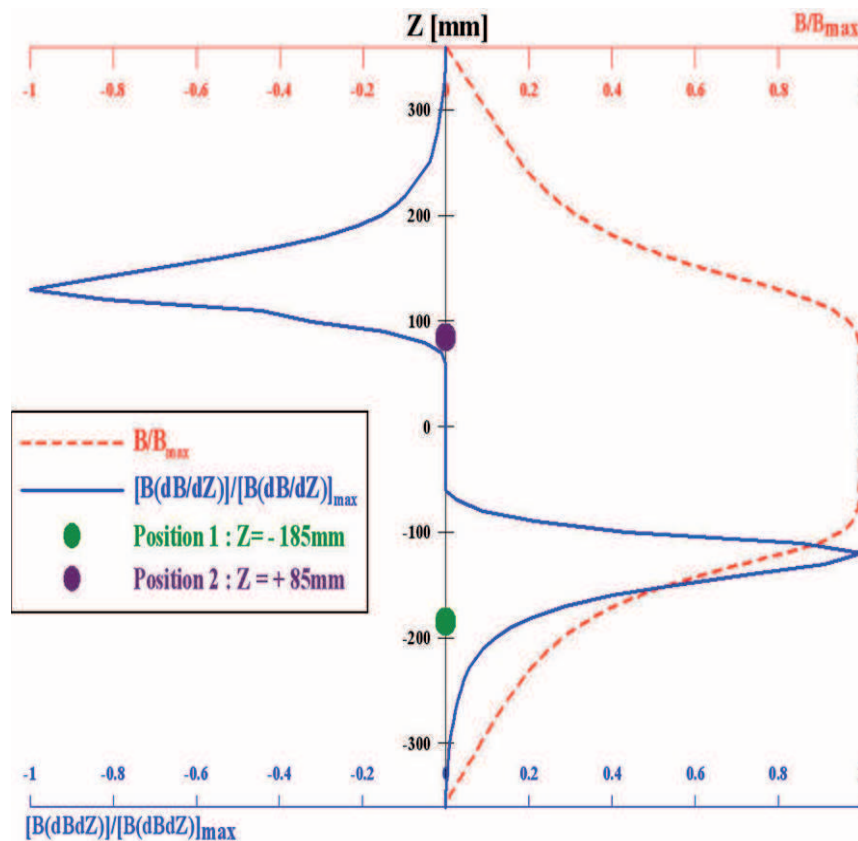 Z [mm]
B/Bmax
-1 -0.8 -0.6 -0.4 -0.2 0 0.2 0.4 0.6 0.8 1
300
200
100
0
-100
-200
-300
B/Bmax
[B(dB/dZ)]/[B(dB/dZ)]max
Position 1 : Z= - 185mm
Position 2 : Z = + 85mm
-1 -0.8 -0.6 -0.4 -0.2 0 0.2 0.4 0.6 0.8 1
[B(dBdZ)]/[B(dBdZ)]max